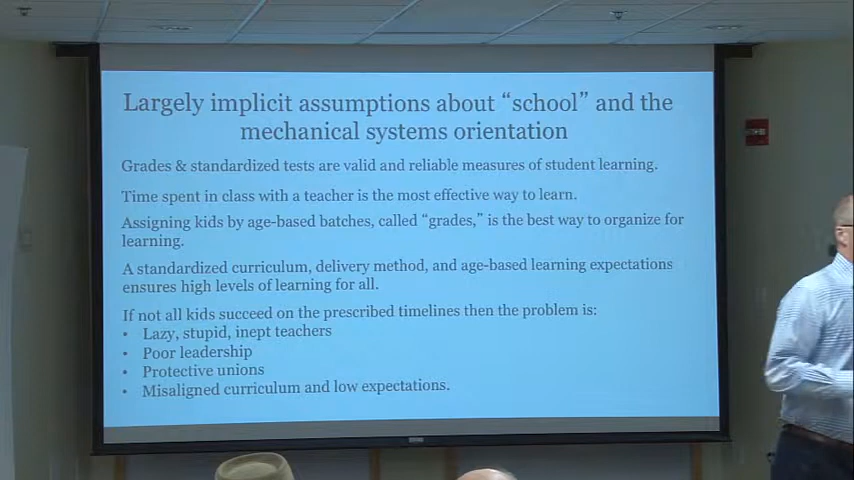 Largely implicit assumptions about “school” and the
mechanical systems orientation
Grades & standardized tests are valid and reliable measures of student learning.
Time spent in class with a teacher is the most effective way to learn.
Assigning kids by age-based batches, called “grades,” is the best way to organize for
learning.
A standardized curriculum, delivery method, and age-based learning expectations
ensures high levels of learning for all.
If not all kids succeed on the prescribed timelines then the problem is:
• Lazy, stupid, inept teachers
• Poor leadership
• Protective unions
• Misaligned curriculum and low expectations.